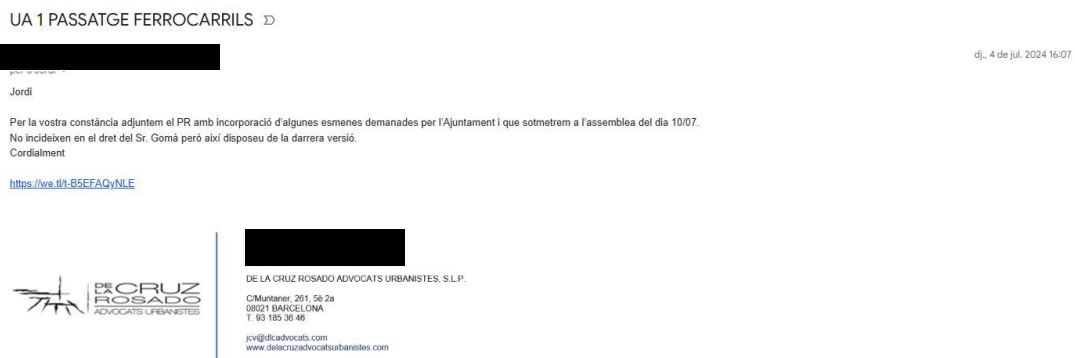 UA 1 PASSATGE FERROCARRILS
dj., 4 de jul. 2024 16:07
Jordi
Per la vostra constància adjuntem el PR amb incorporació d'algunes esmenes demanades per l'Ajuntament i que sotmetrem a l'assemblea del dia 10/07.
No incideixen en el dret del Sr. Gomà però així disposeu de la darrera versió.
Cordialment
https://we.tl/t-B5EFAQyNLE
DE LA CRUZ ROSADO
ADVOCATS URBANISTES
DE LA CRUZ ROSADO ADVOCATS URBANISTES, S.L.P.
C/Muntaner, 261, 5è 2a
08021 BARCELONA
T. 93 185 36 46
jcv@dlcadvocats.com
www.delacruzadvocatsurbanistes.com